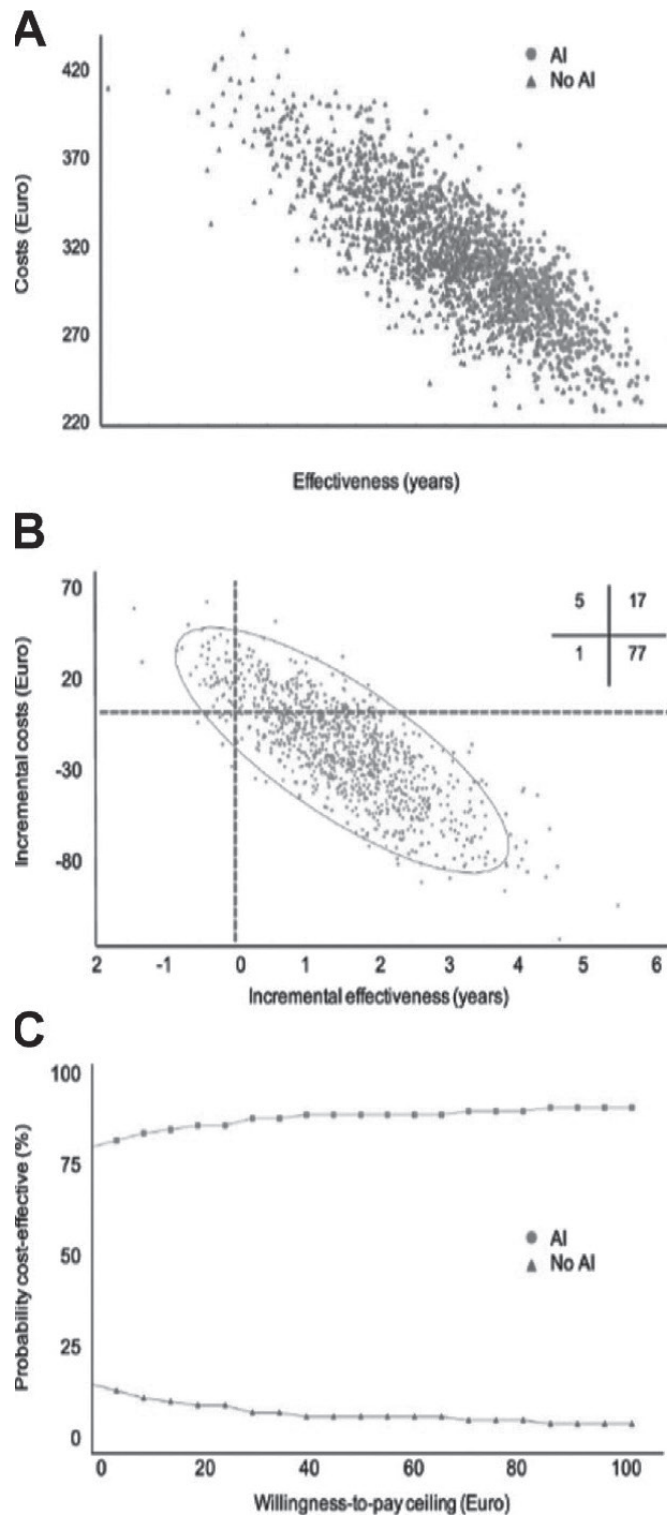 A
420
370
320
270
220
Costs (Euro)
AI
No AI
Effectiveness (years)
B
70
20
-30
-80
Incremental costs (Euro)
5 17
1 77
2 -1 0 1 2 3 4 5 6
Incremental effectiveness (years)
C
100
75
50
25
0
Probability cost-effective (%)
AI
No AI
0 20 40 60 80 100
Willingness-to-pay ceiling (Euro)